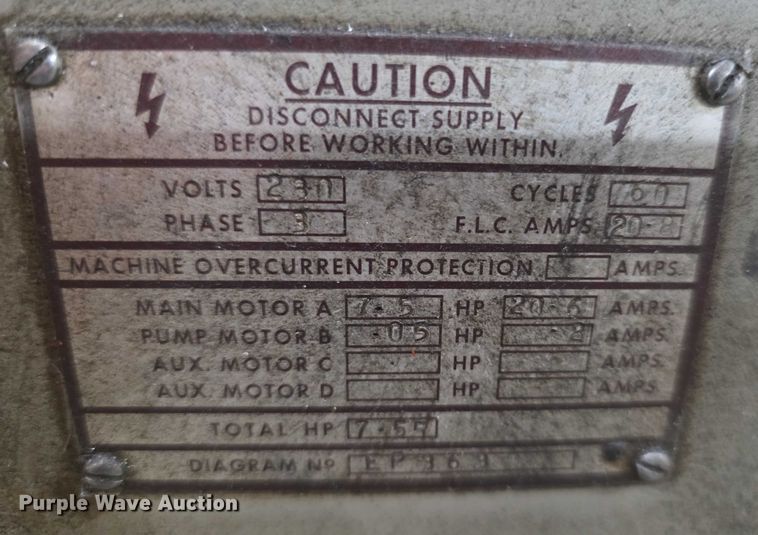 CAUTION
DISCONNECT SUPPLY
BEFORE WORKING WITHIN.
VOLTS 230 CYCLES 60
PHASE 3 F.L.C. AMPS. 20-8
MACHINE OVERCURRENT PROTECTION AMPS.
MAIN MOTOR A 7-5 HP 20-6 AMPS.
PUMP MOTOR B -05 HP -2 AMPS.
AUX. MOTOR C HP AMPS.
AUX. MOTOR D HP AMPS.
TOTAL HP 7-55
DIAGRAM No
Purple Wave Auction